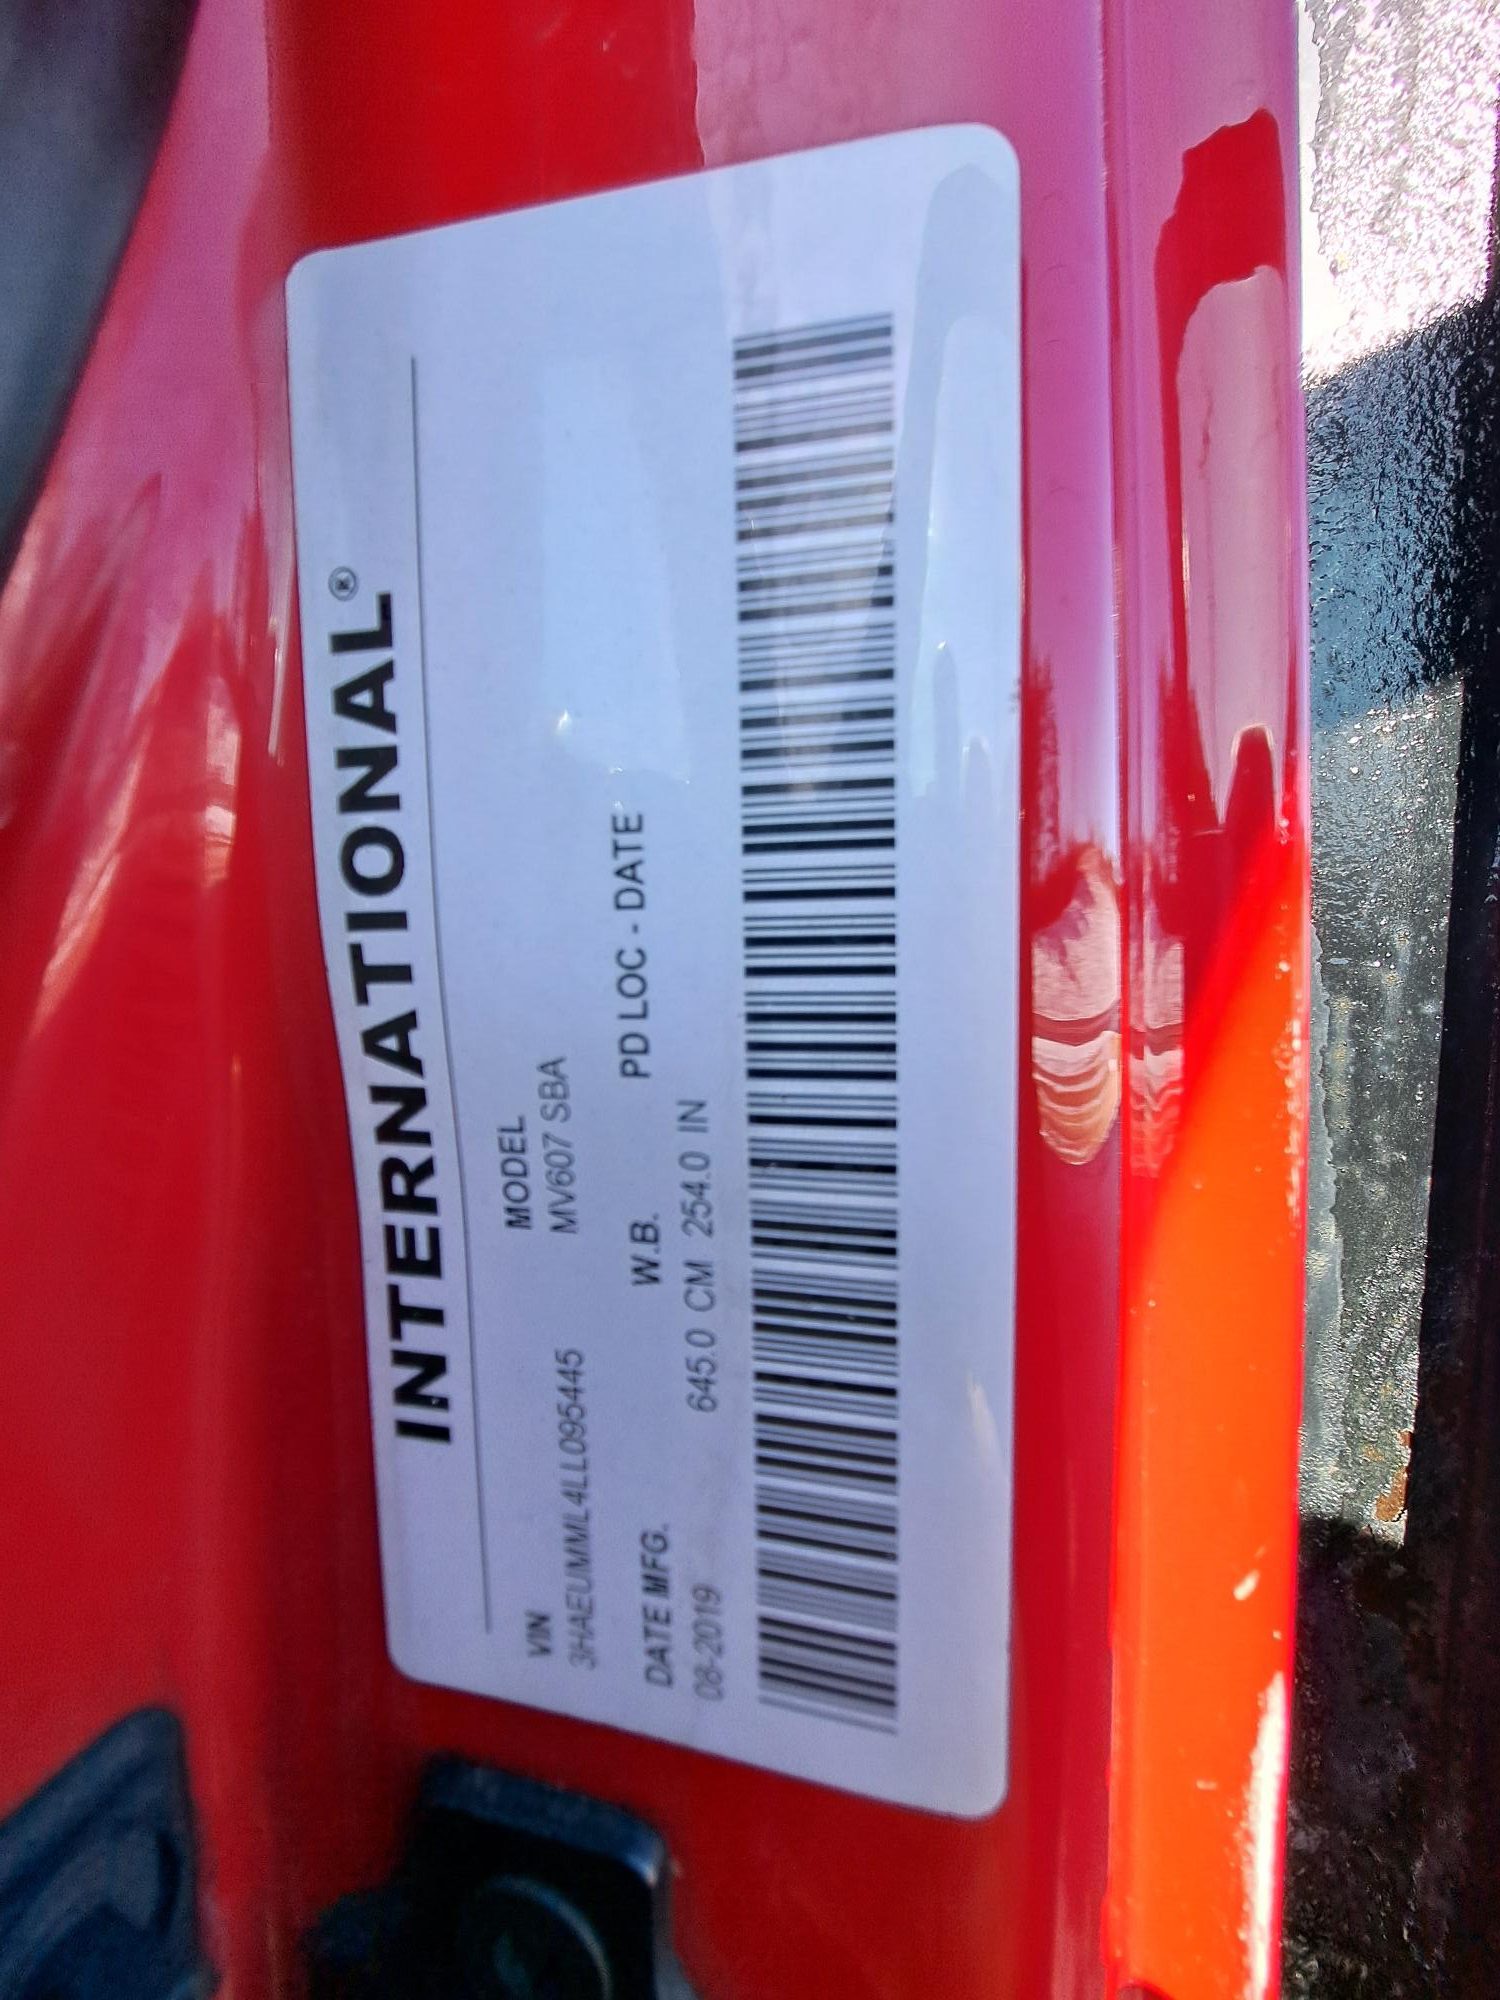 INTERNATIONAL®
VIN MODEL
3HAEUMML4LL095445 MV607 SBA
DATE MFG. W.B. PD LOC - DATE
08-2019 645.0 CM 254.0 IN